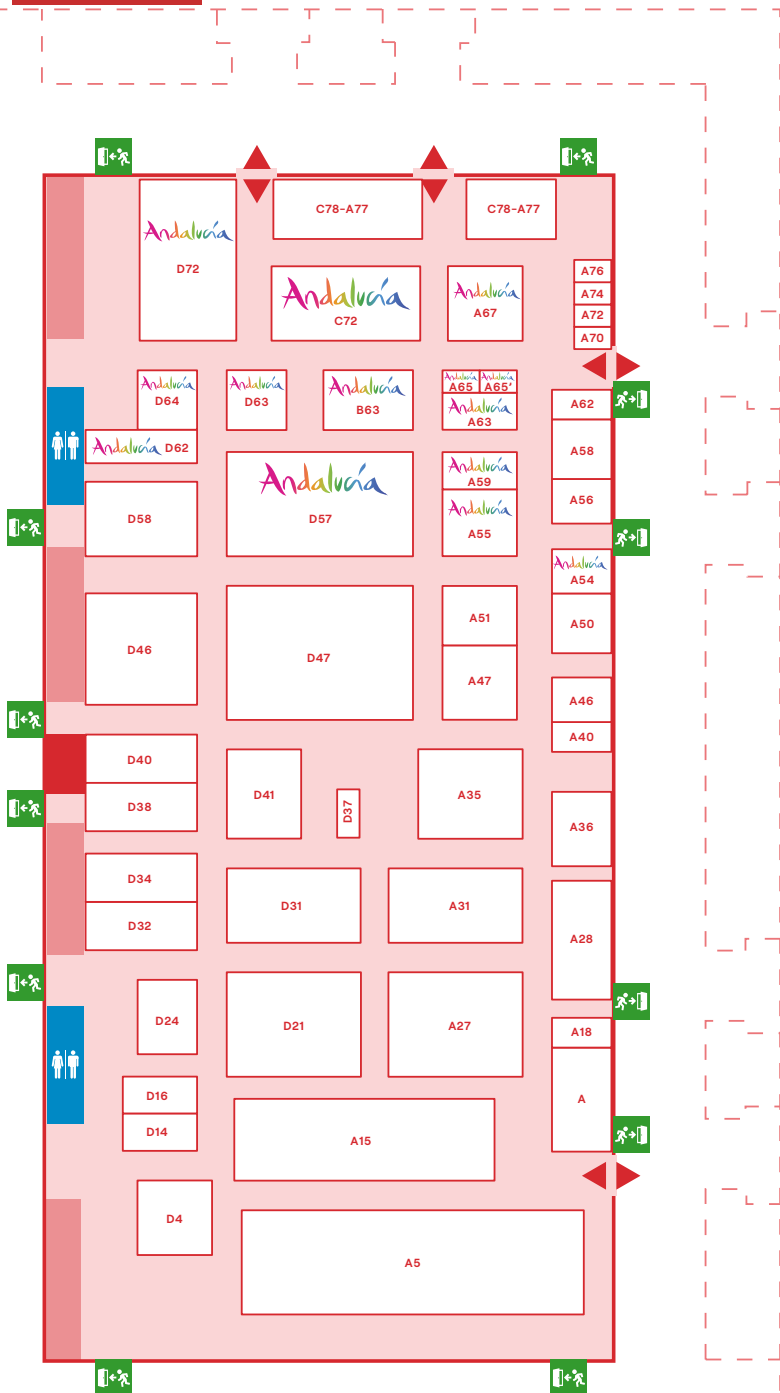 C78-A77
C78-A77
Andalucía
D72
A76
Andalucía
C72
Andalucía
A67
A74
A72
A70
Andalucía
D64
Andalucía
D63
Andalucía
B63
Andalucía
A65
Andalucía
A65'
Andalucía
A63
A62
Andalucía D62
A58
Andalucía
D57
Andalucía
A59
D58
Andalucía
A55
A56
Andalucía
A54
D46
D47
A51
A50
A47
A46
A40
D40
D38
D41
D37
A35
A36
D34
D32
D31
A31
A28
D24
D21
A27
A18
D16
D14
A
A15
D4
A5